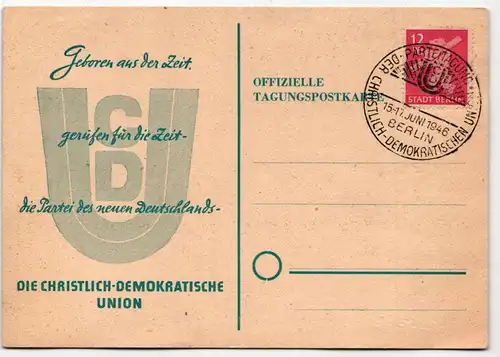 Geboren aus der Zeit,
CDU
gerufen für die Zeit-
die Partei des neuen Deutschlands-
DIE CHRISTLICH-DEMOKRATISCHE
UNION
OFFIZIELLE
TAGUNGSPOSTKARTE
12
STADT BERLIN
PARTEITAGUNG
DER CHRISTLICH-DEMOKRATISCHEN UNION
15-17. JUNI 1946
BERLIN